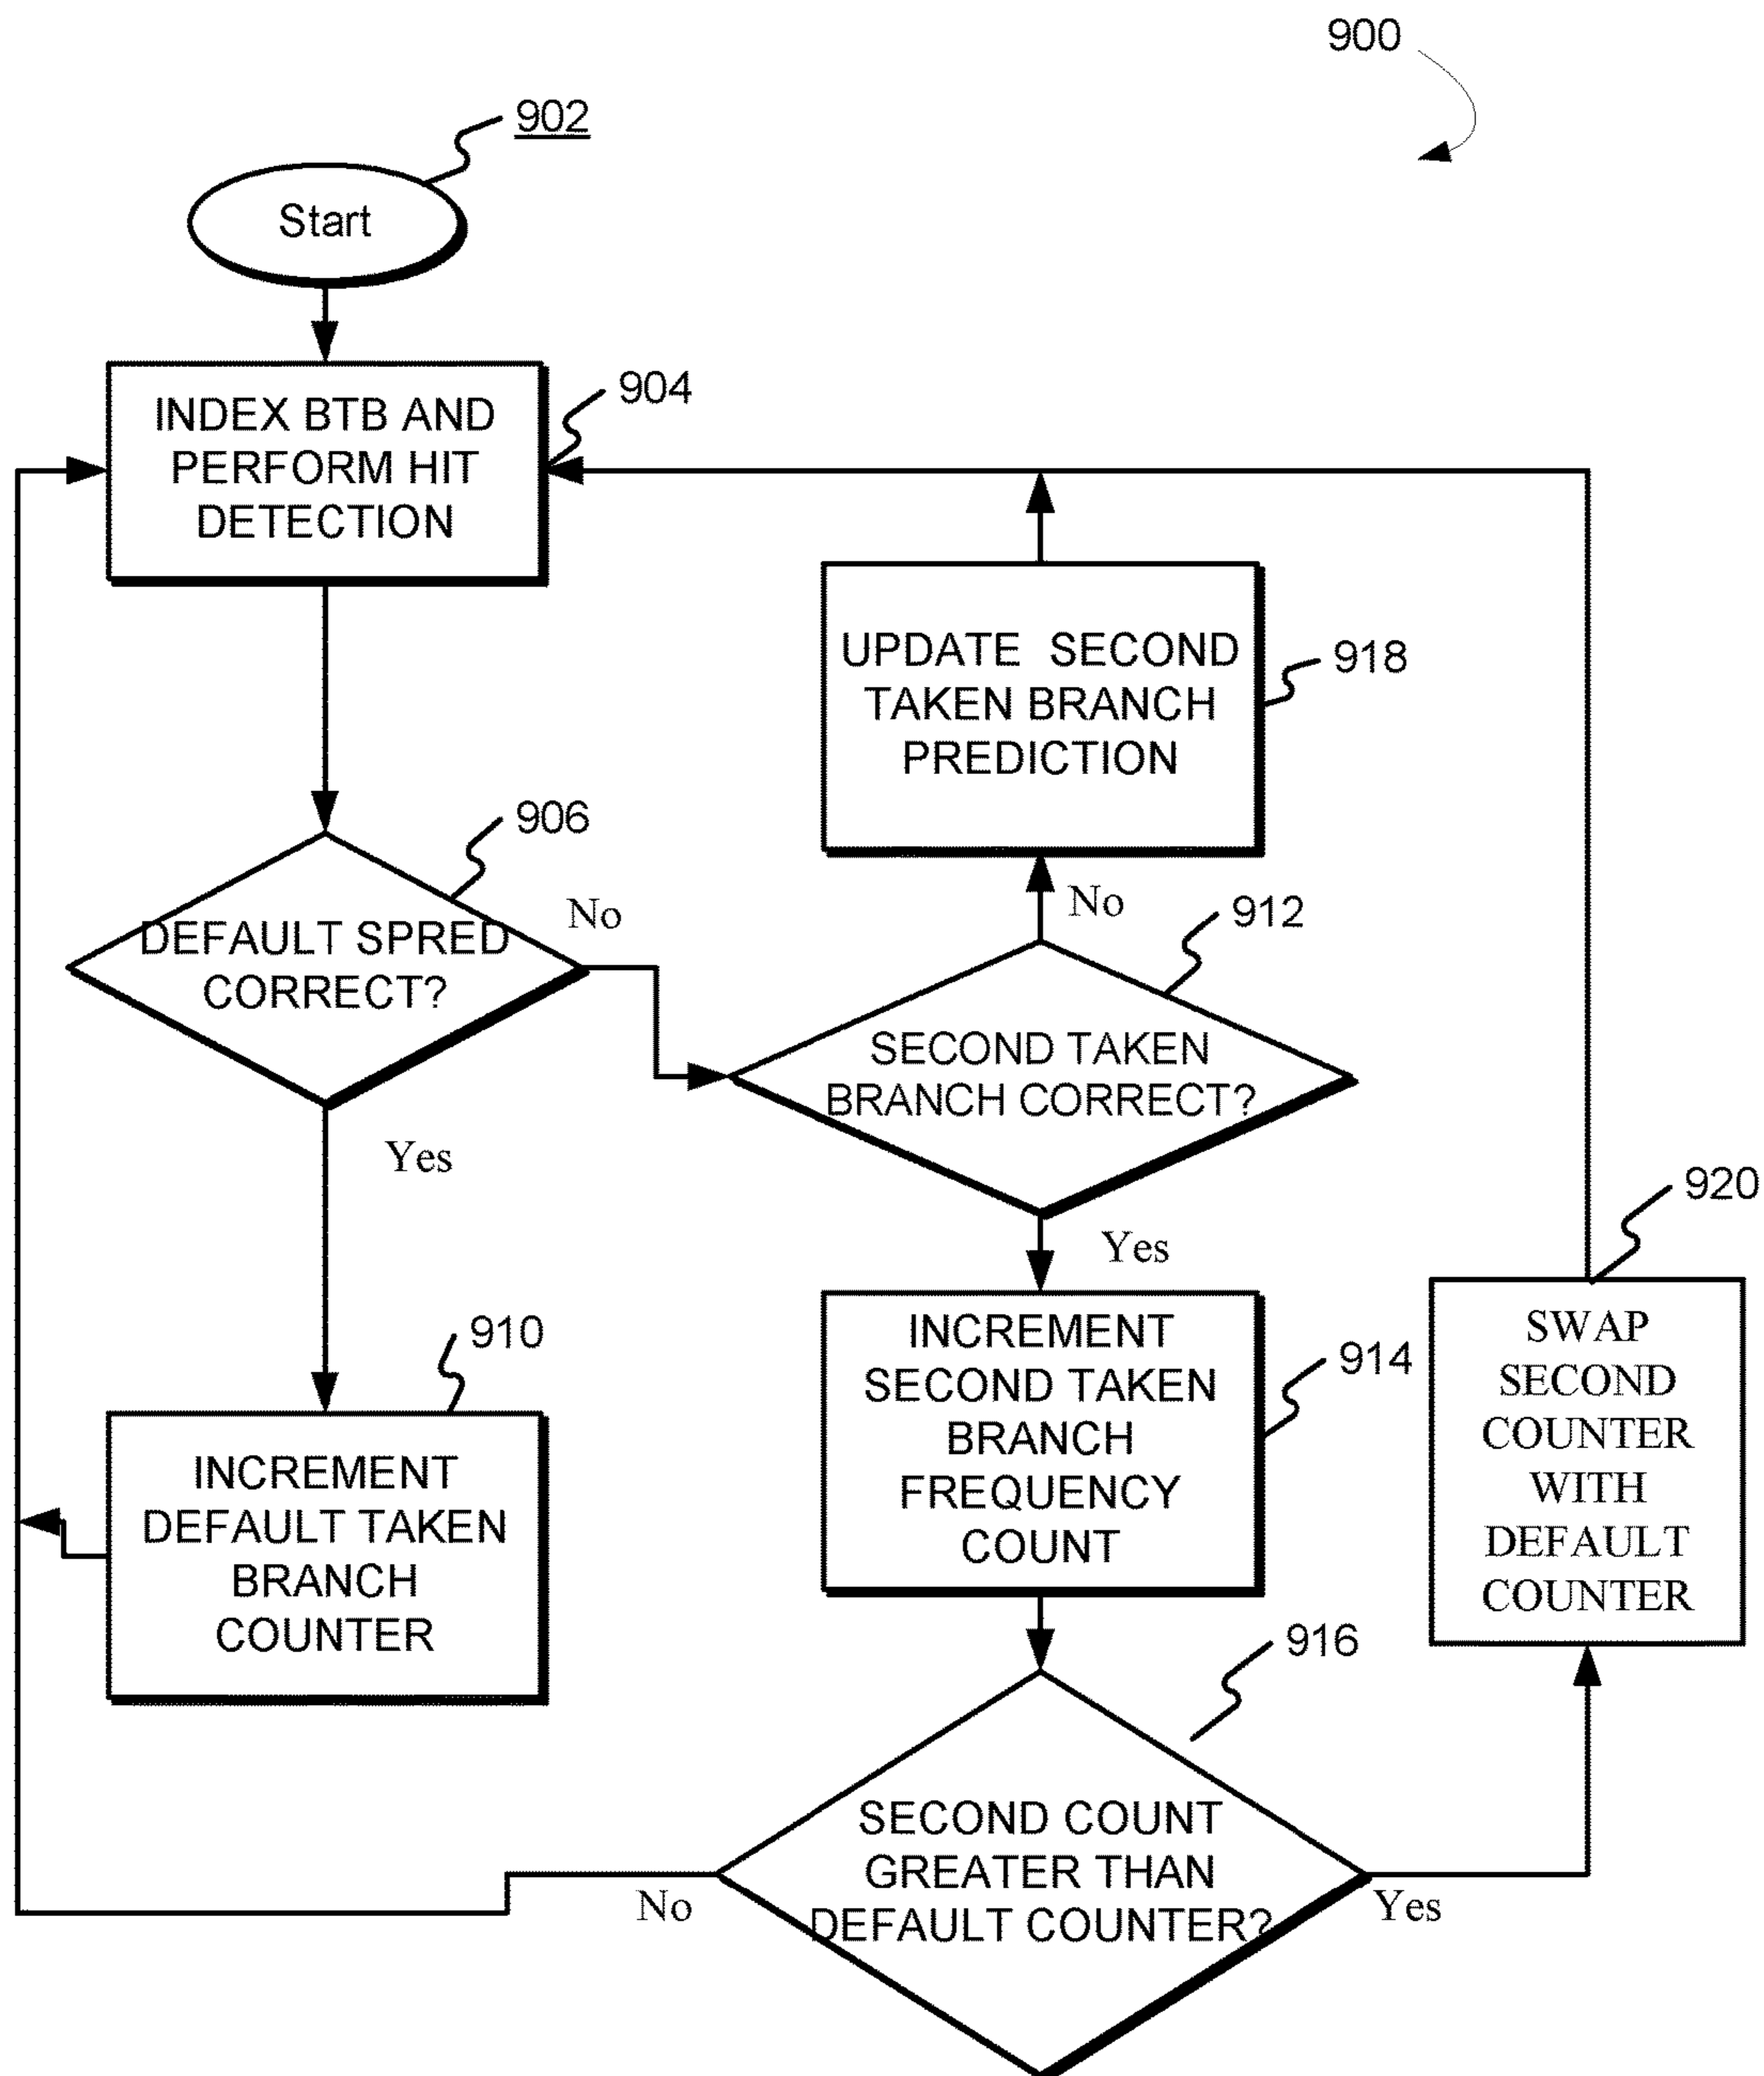 900
902
Start
904
INDEX BTB AND
PERFORM HIT
DETECTION
918
UPDATE SECOND
TAKEN BRANCH
PREDICTION
906
DEFAULT SPRED
CORRECT?
No
No
912
SECOND TAKEN
BRANCH CORRECT?
Yes
Yes
920
SWAP
SECOND
COUNTER
WITH
DEFAULT
COUNTER
910
INCREMENT
DEFAULT TAKEN
BRANCH
COUNTER
914
INCREMENT
SECOND TAKEN
BRANCH
FREQUENCY
COUNT
916
SECOND COUNT
GREATER THAN
DEFAULT COUNTER?
No
Yes